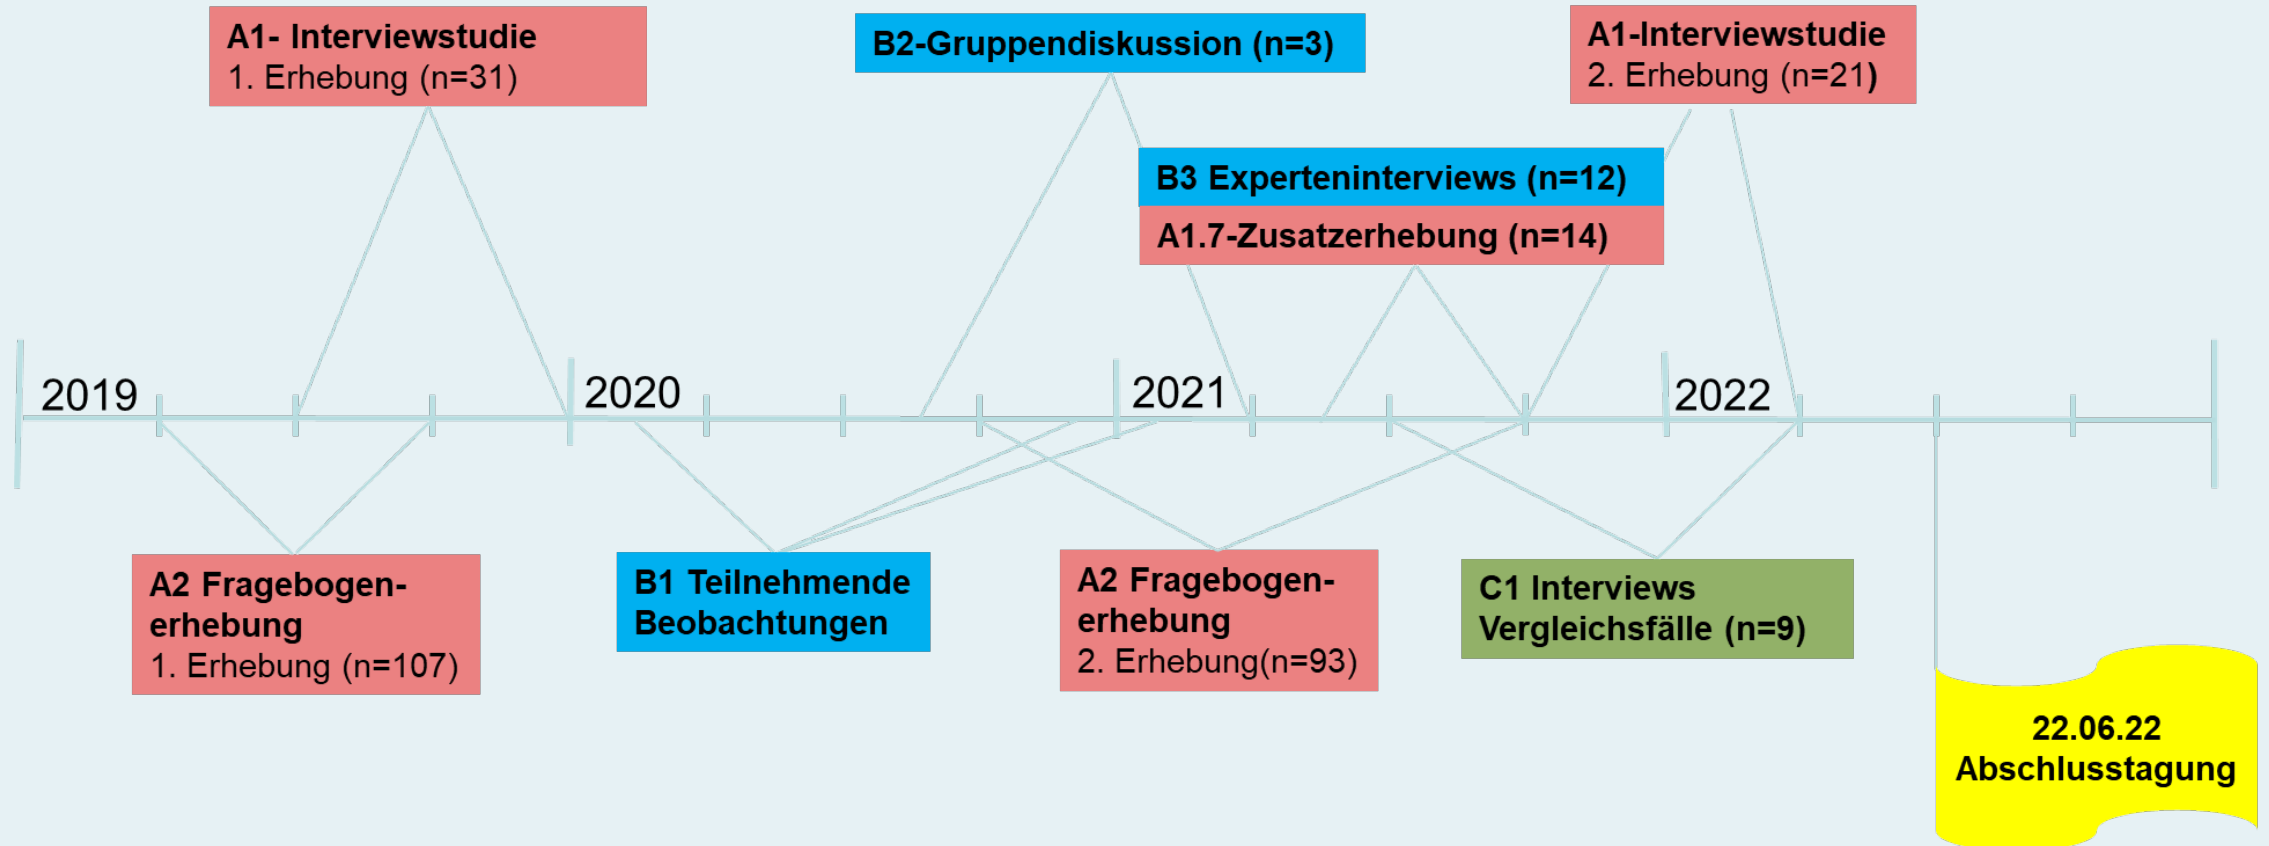 A1- Interviewstudie
1. Erhebung (n=31)
B2-Gruppendiskussion (n=3)
A1-Interviewstudie
2. Erhebung (n=21)
B3 Experteninterviews (n=12)
A1.7-Zusatzerhebung (n=14)
2019
2020
2021
2022
A2 Fragebogen-
erhebung
1. Erhebung (n=107)
B1 Teilnehmende
Beobachtungen
A2 Fragebogen-
erhebung
2. Erhebung(n=93)
C1 Interviews
Vergleichsfälle (n=9)
22.06.22
Abschlusstagung